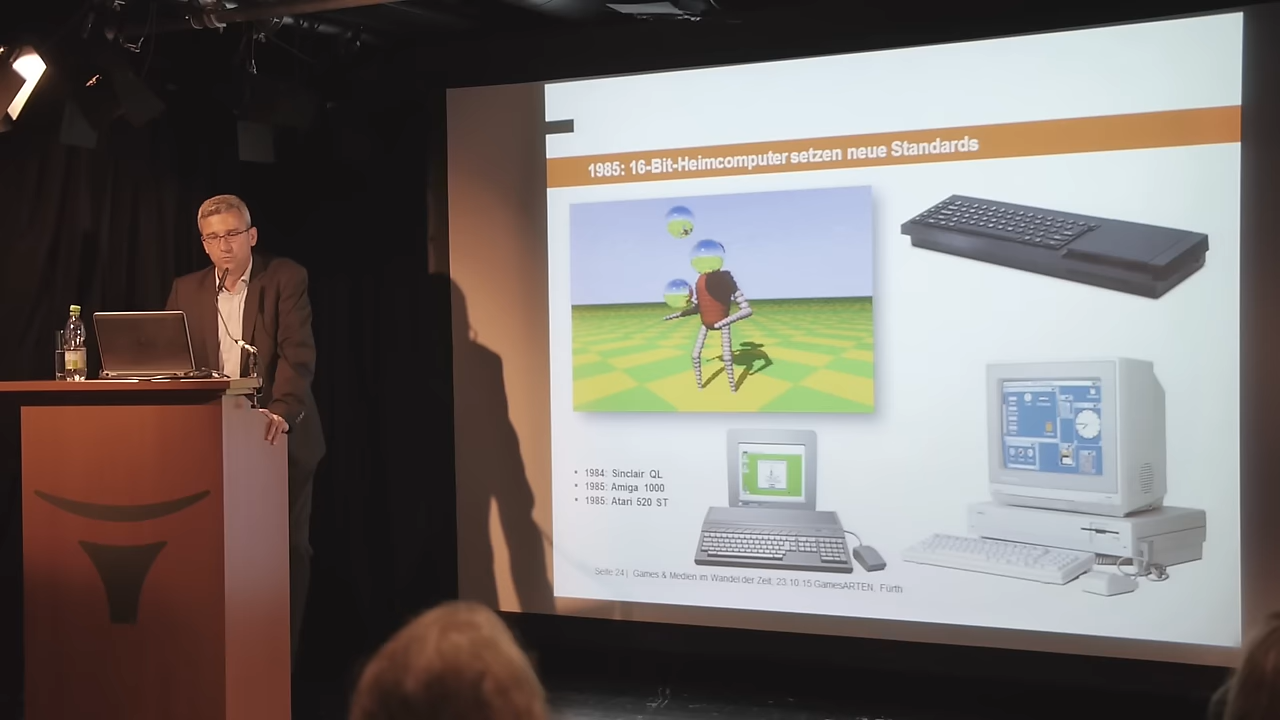 1985: 16-Bit-Heimcomputer setzen neue Standards
▪ 1984: Sinclair QL
▪ 1985: Amiga 1000
▪ 1985: Atari 520 ST
Seite 24 | Games & Medien im Wandel der Zeit, 23.10.15 GamesARTEN, Fürth